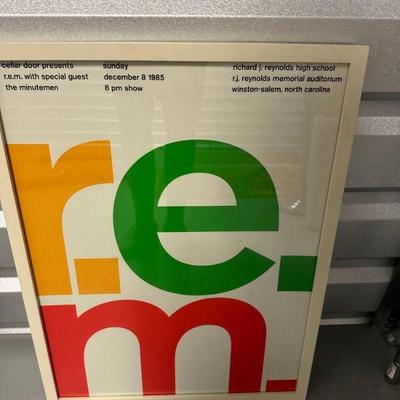 cellar door presents
r.e.m. with special guest
the minutemen
sunday
december 8 1985
8 pm show
richard j. reynolds high school
r.j. reynolds memorial auditorium
winston-salem, north carolina
r.e.
m.